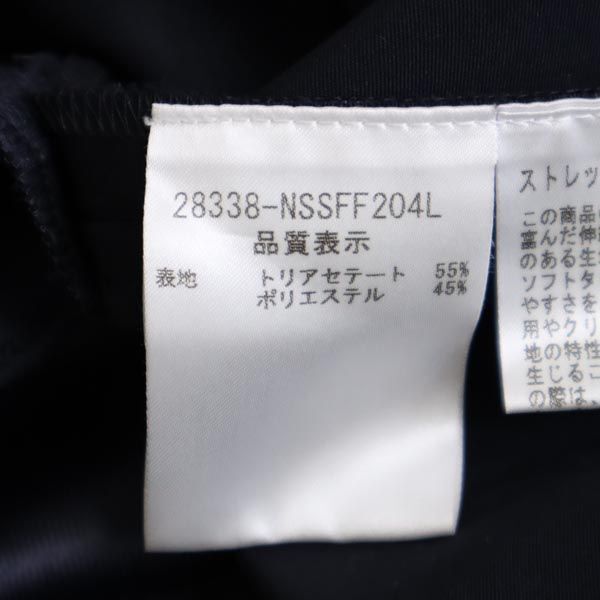 28338-NSSFF204L
品質表示
表地 トリアセテート 55%
ポリエステル 45%
ストレッ
この商品
富んだ伸
のある生
ソフトタ
やすさを
用やクリ
地の特性
生じるこ
の際は、